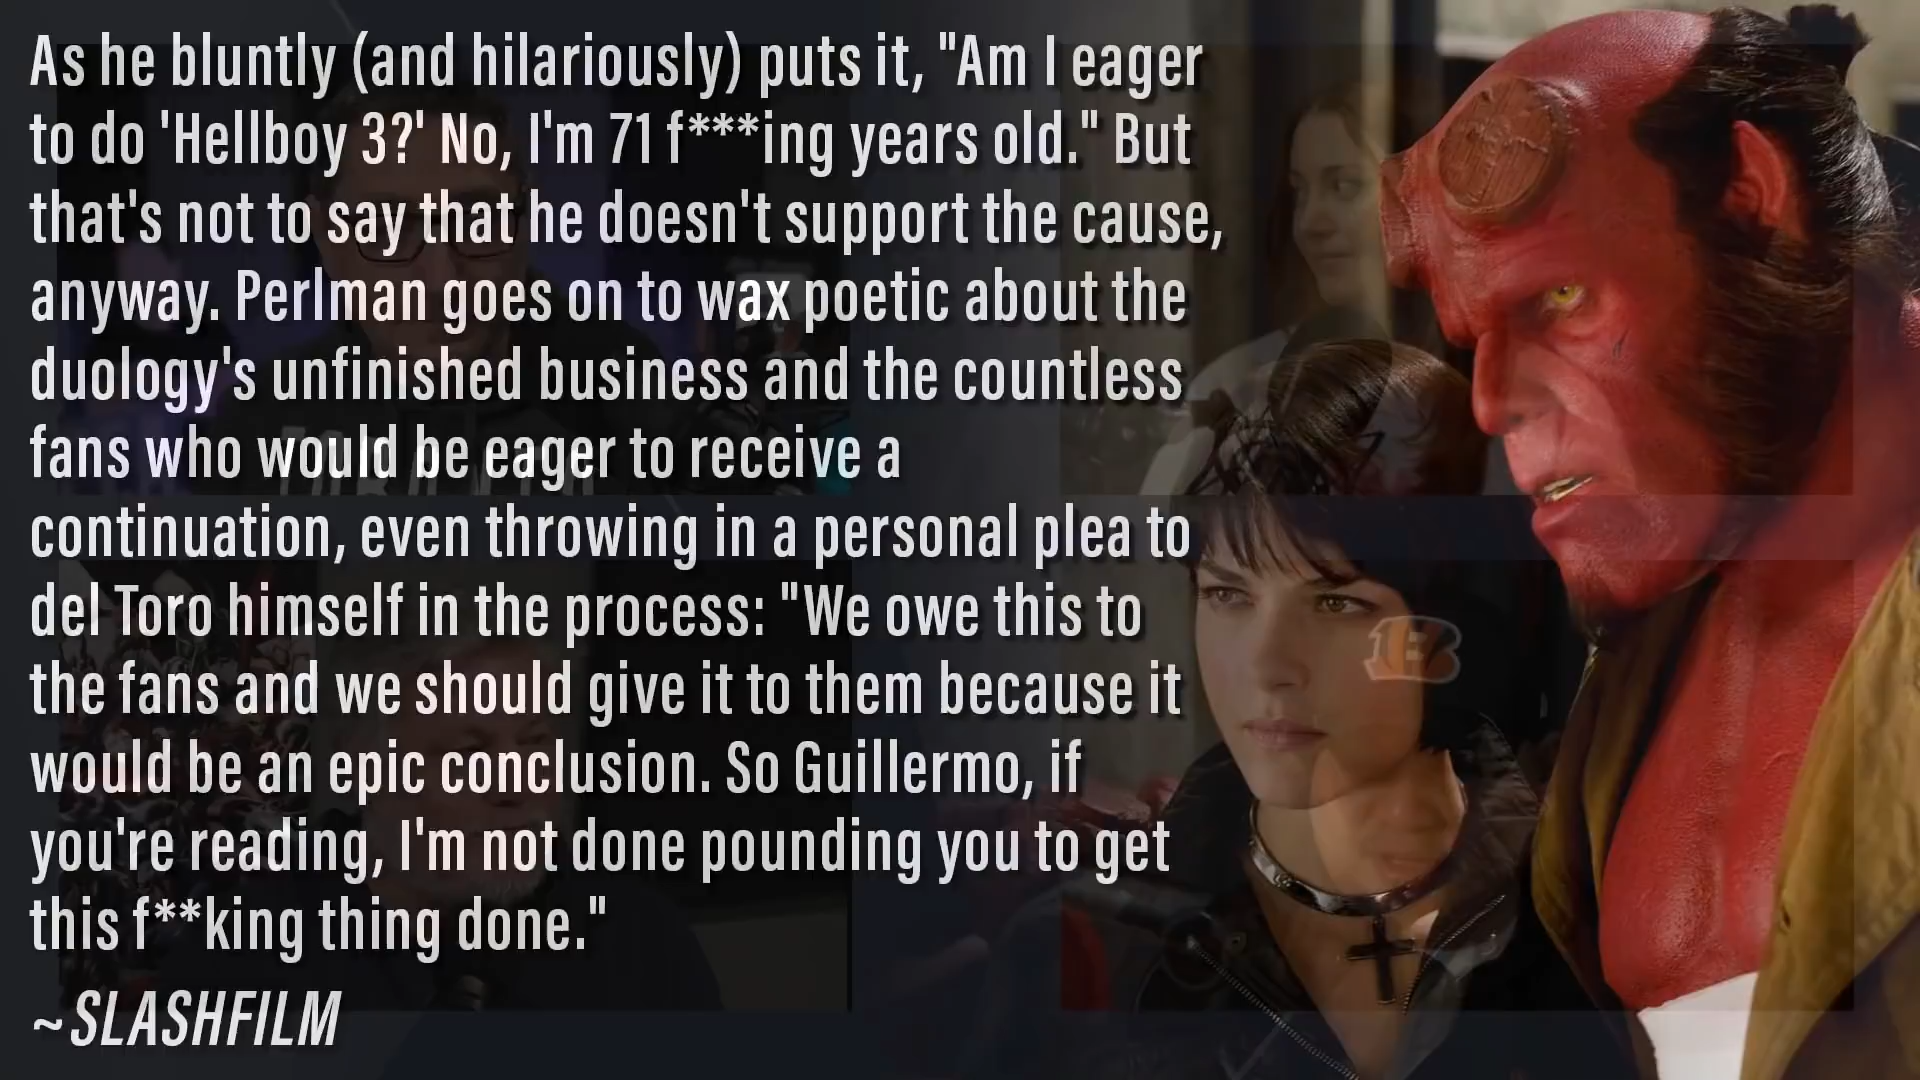 As he bluntly (and hilariously) puts it, "Am I eager
to do 'Hellboy 3?' No, I'm 71 f***ing years old." But
that's not to say that he doesn't support the cause,
anyway. Perlman goes on to wax poetic about the
duology's unfinished business and the countless
fans who would be eager to receive a
continuation, even throwing in a personal plea to
del Toro himself in the process: "We owe this to
the fans and we should give it to them because it
would be an epic conclusion. So Guillermo, if
you're reading, I'm not done pounding you to get
this f**king thing done."
~SLASHFILM